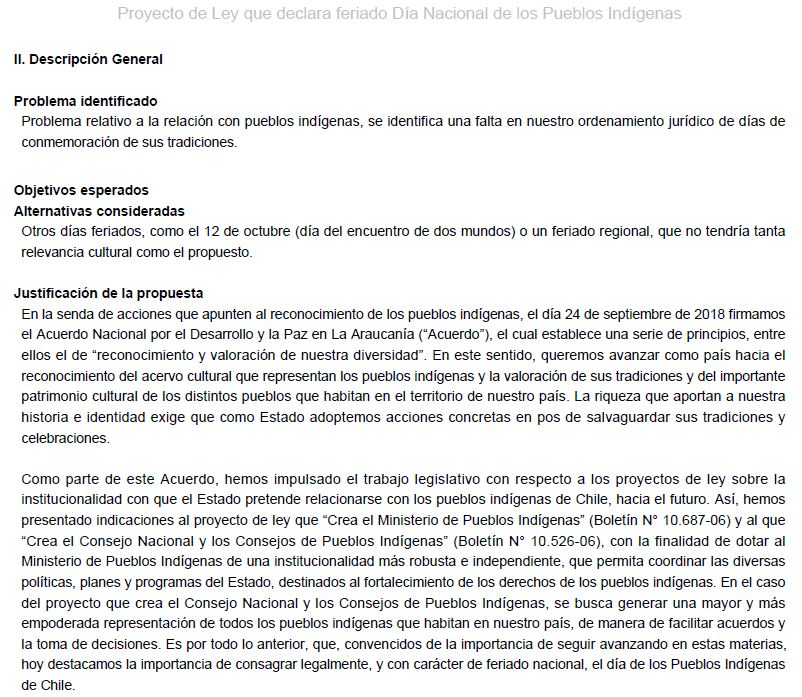 Proyecto de Ley que declara feriado Día Nacional de los Pueblos Indígenas
II. Descripción General
Problema identificado
Problema relativo a la relación con pueblos indígenas, se identifica una falta en nuestro ordenamiento jurídico de días de
conmemoración de sus tradiciones.
Objetivos esperados
Alternativas consideradas
Otros días feriados, como el 12 de octubre (día del encuentro de dos mundos) o un feriado regional, que no tendría tanta
relevancia cultural como el propuesto.
Justificación de la propuesta
En la senda de acciones que apunten al reconocimiento de los pueblos indígenas, el día 24 de septiembre de 2018 firmamos
el Acuerdo Nacional por el Desarrollo y la Paz en La Araucanía (“Acuerdo”), el cual establece una serie de principios, entre
ellos el de “reconocimiento y valoración de nuestra diversidad”. En este sentido, queremos avanzar como país hacia el
reconocimiento del acervo cultural que representan los pueblos indígenas y la valoración de sus tradiciones y del importante
patrimonio cultural de los distintos pueblos que habitan en el territorio de nuestro país. La riqueza que aportan a nuestra
historia e identidad exige que como Estado adoptemos acciones concretas en pos de salvaguardar sus tradiciones y
celebraciones.
Como parte de este Acuerdo, hemos impulsado el trabajo legislativo con respecto a los proyectos de ley sobre la
institucionalidad con que el Estado pretende relacionarse con los pueblos indígenas de Chile, hacia el futuro. Así, hemos
presentado indicaciones al proyecto de ley que “Crea el Ministerio de Pueblos Indígenas” (Boletín N° 10.687-06) y al que
“Crea el Consejo Nacional y los Consejos de Pueblos Indígenas” (Boletín N° 10.526-06), con la finalidad de dotar al
Ministerio de Pueblos Indígenas de una institucionalidad más robusta e independiente, que permita coordinar las diversas
políticas, planes y programas del Estado, destinados al fortalecimiento de los derechos de los pueblos indígenas. En el caso
del proyecto que crea el Consejo Nacional y los Consejos de Pueblos Indígenas, se busca generar una mayor y más
empoderada representación de todos los pueblos indígenas que habitan en nuestro país, de manera de facilitar acuerdos y
la toma de decisiones. Es por todo lo anterior, que, convencidos de la importancia de seguir avanzando en estas materias,
hoy destacamos la importancia de consagrar legalmente, y con carácter de feriado nacional, el día de los Pueblos Indígenas
de Chile.